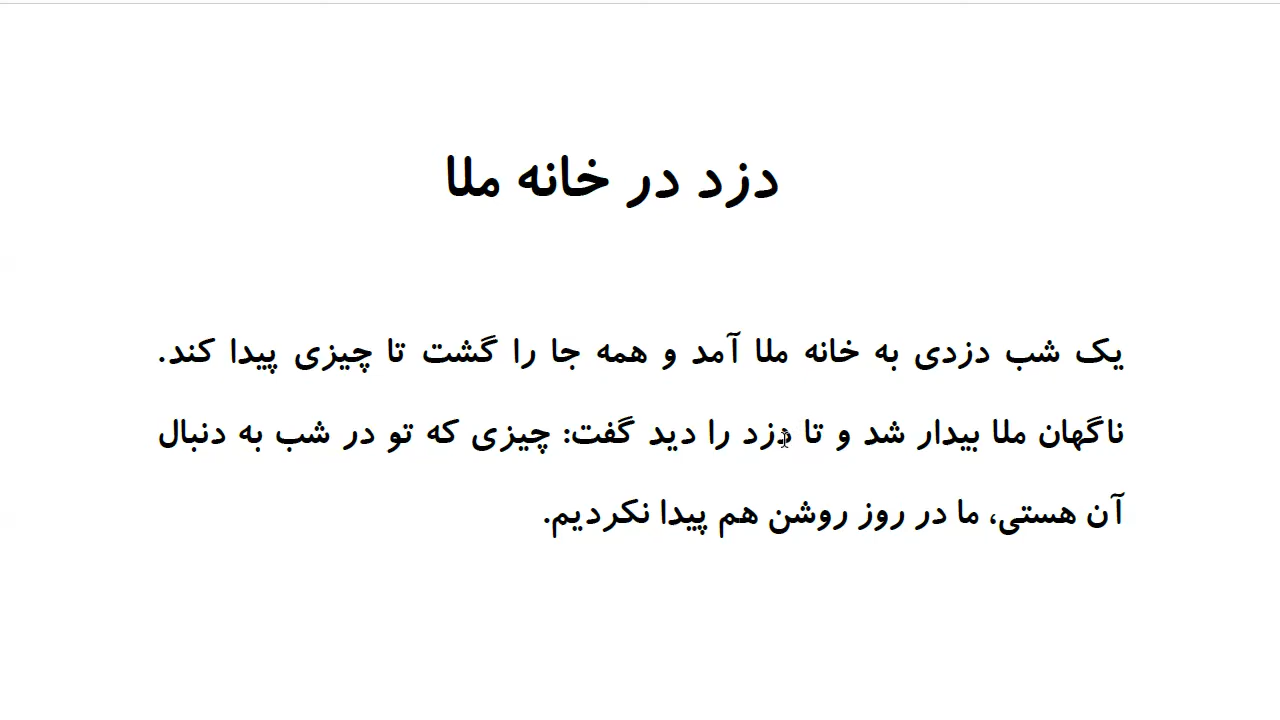 دزد در خانه ملا
یک شب دزدی به خانه ملا آمد و همه جا را گشت تا چیزی پیدا کند.
ناگهان ملا بیدار شد و تا دزد را دید گفت: چیزی که تو در شب به دنبال
آن هستی، ما در روز روشن هم پیدا نکردیم.